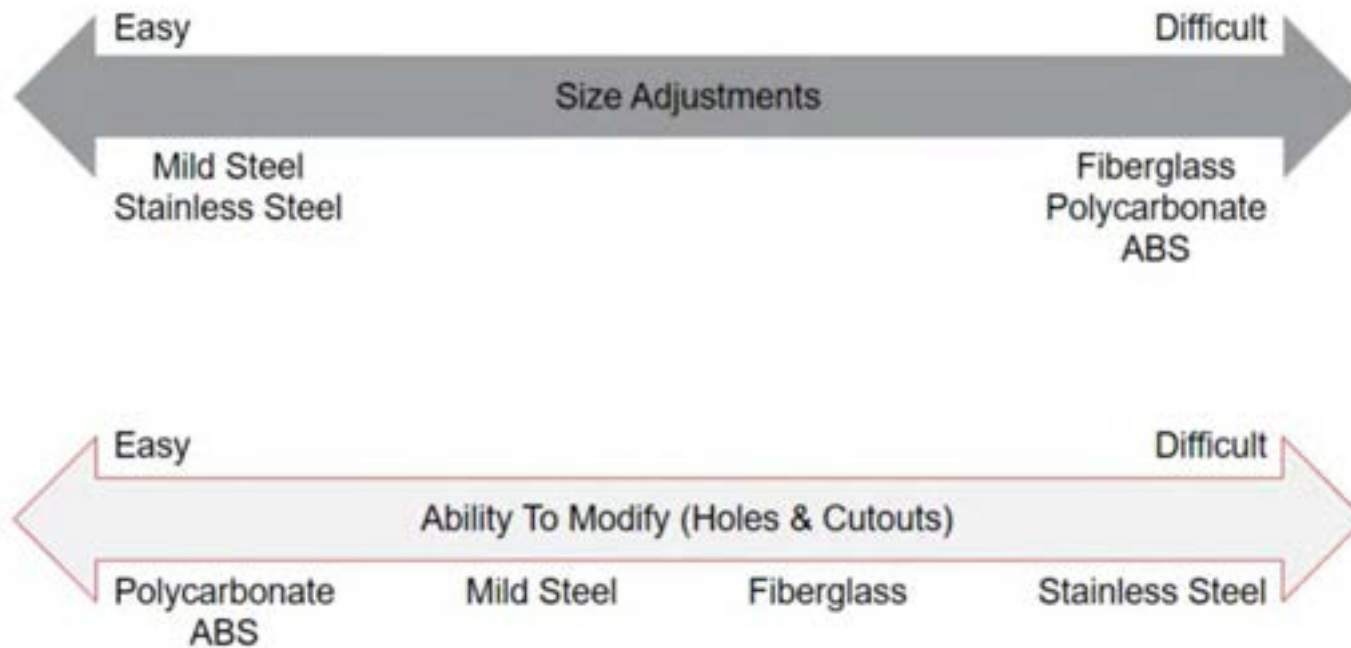 Easy
Difficult
Size Adjustments
Mild Steel
Stainless Steel
Fiberglass
Polycarbonate
ABS
Easy
Difficult
Ability To Modify (Holes & Cutouts)
Polycarbonate
ABS
Mild Steel
Fiberglass
Stainless Steel